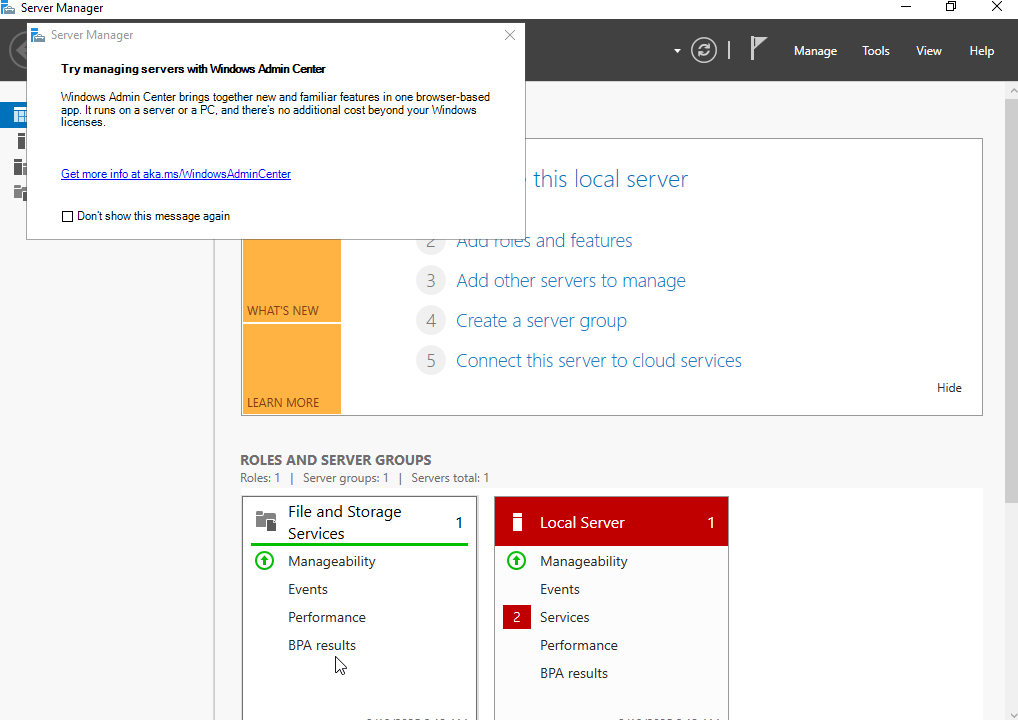 Server Manager
Server Manager
Try managing servers with Windows Admin Center
Windows Admin Center brings together new and familiar features in one browser-based
app. It runs on a server or a PC, and there's no additional cost beyond your Windows
licenses.
Get more info at aka.ms/WindowsAdminCenter
Don't show this message again
Manage Tools View Help
this local server
2 Add roles and features
3 Add other servers to manage
4 Create a server group
5 Connect this server to cloud services
WHAT'S NEW
LEARN MORE
Hide
ROLES AND SERVER GROUPS
Roles: 1 | Server groups: 1 | Servers total: 1
File and Storage
Services
1
Manageability
Events
Performance
BPA results
Local Server 1
Manageability
Events
2 Services
Performance
BPA results